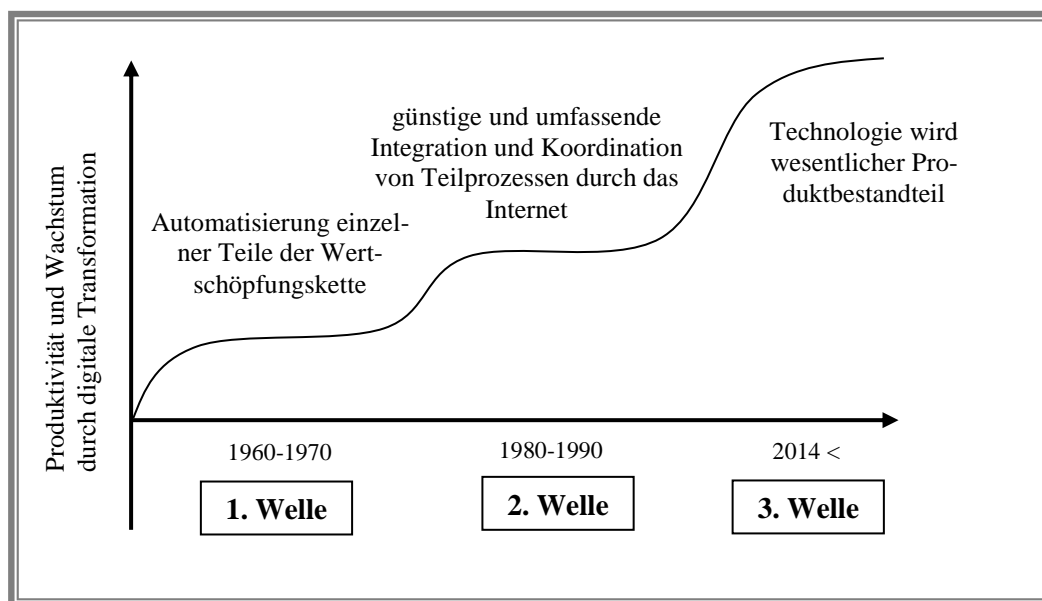 Produktivität und Wachstum
durch digitale Transformation
Automatisierung einzel-
ner Teile der Wert-
schöpfungskette
günstige und umfassende
Integration und Koordination
von Teilprozessen durch das
Internet
Technologie wird
wesentlicher Pro-
duktbestandteil
1960-1970
1980-1990
2014 <
1. Welle
2. Welle
3. Welle